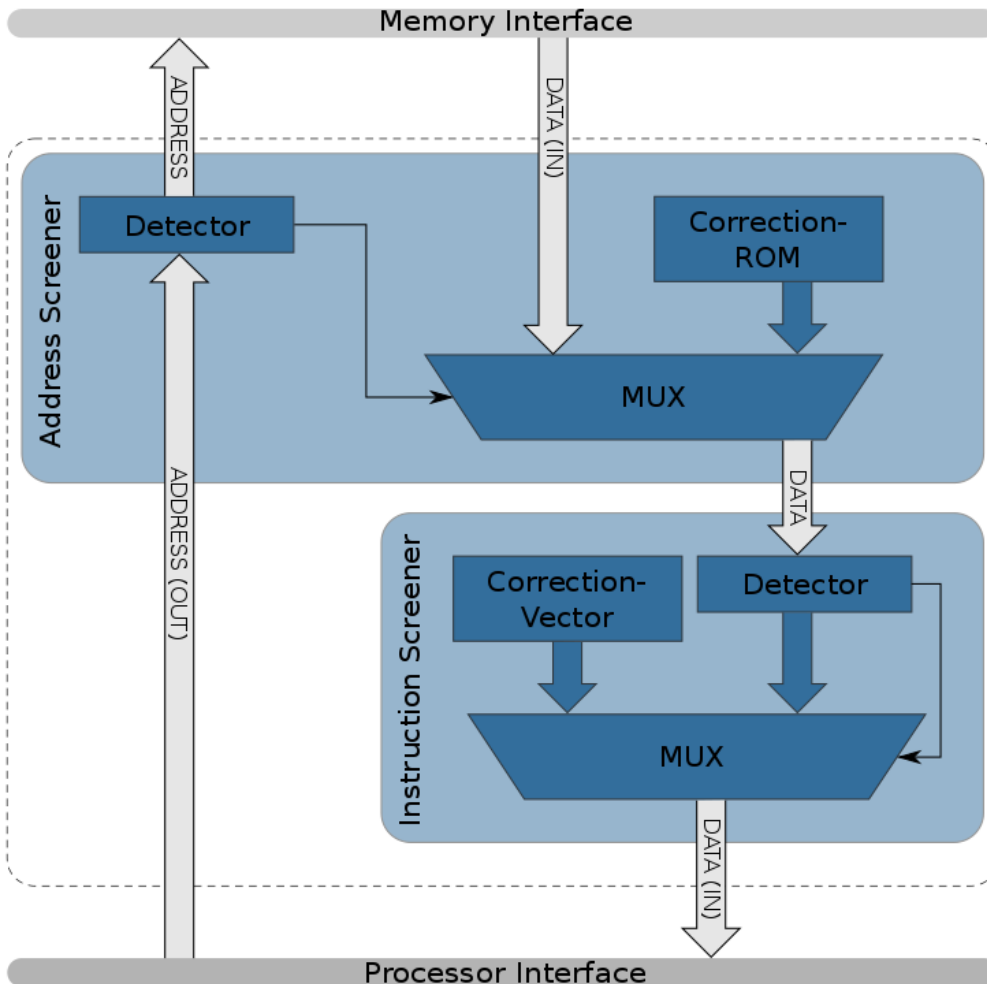 Memory Interface
ADDRESS
DATA (IN)
Address Screener
Detector
Correction-
ROM
MUX
ADDRESS (OUT)
DATA
Instruction Screener
Correction-
Vector
Detector
MUX
DATA (IN)
Processor Interface